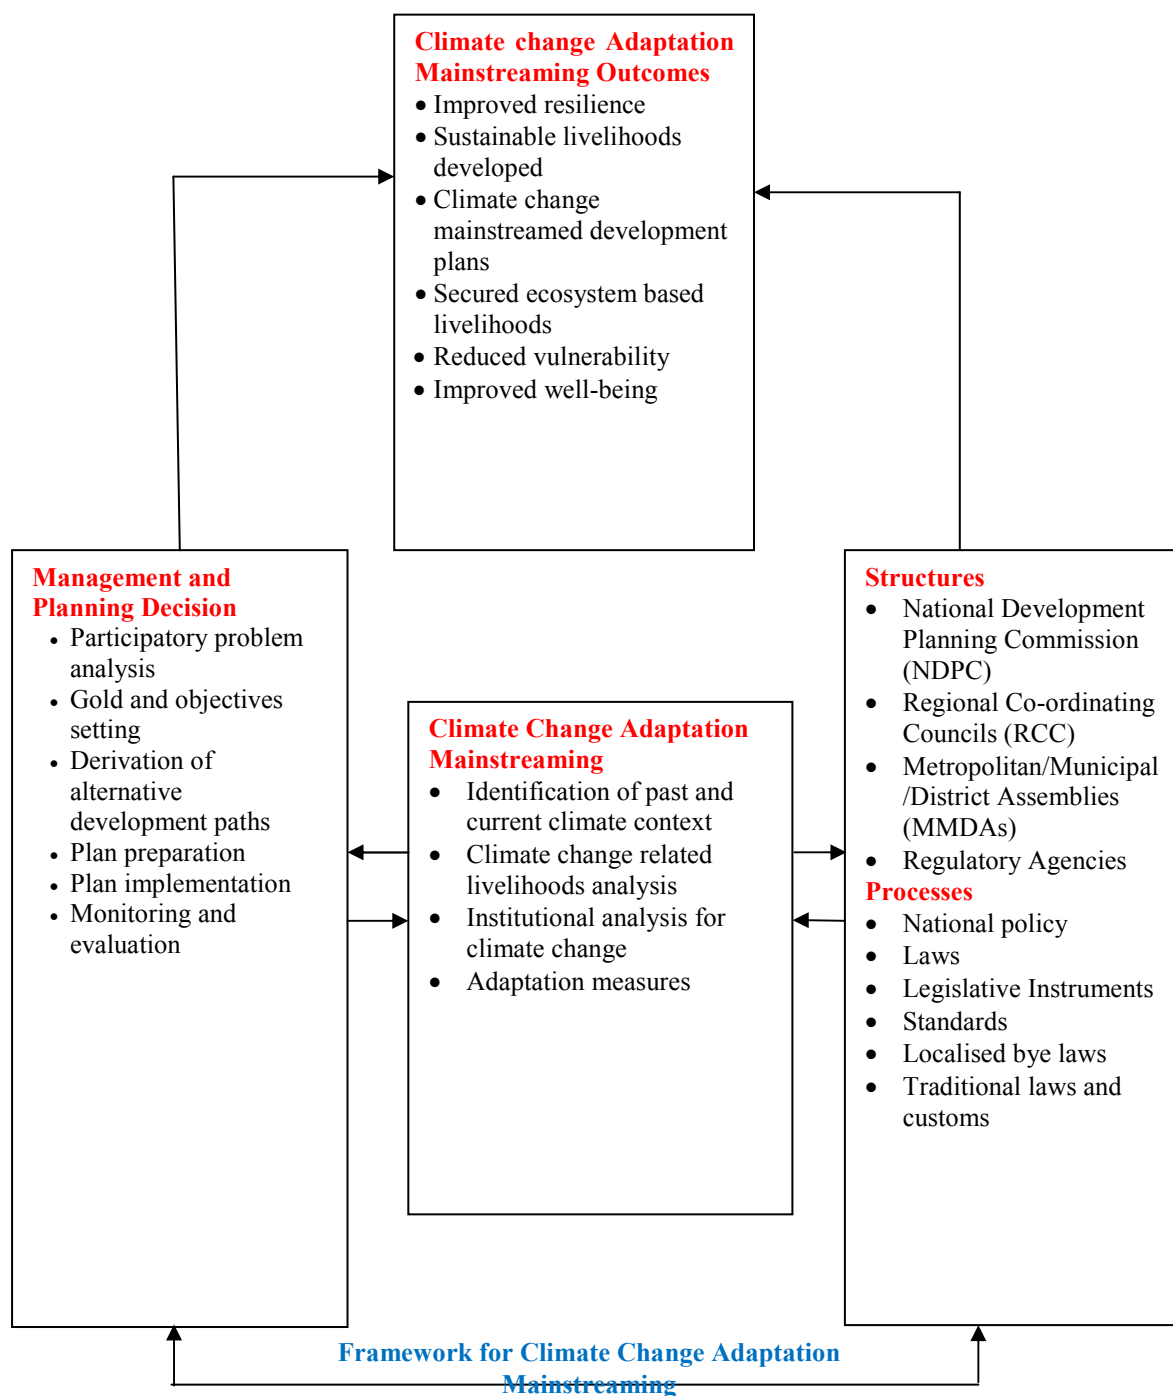 Climate change Adaptation
Mainstreaming Outcomes
• Improved resilience
• Sustainable livelihoods
developed
• Climate change
mainstreamed development
plans
• Secured ecosystem based
livelihoods
• Reduced vulnerability
• Improved well-being
Management and
Planning Decision
• Participatory problem
analysis
• Gold and objectives
setting
• Derivation of
alternative
development paths
• Plan preparation
• Plan implementation
• Monitoring and
evaluation
Climate Change Adaptation
Mainstreaming
• Identification of past and
current climate context
• Climate change related
livelihoods analysis
• Institutional analysis for
climate change
• Adaptation measures
Structures
• National Development
Planning Commission
(NDPC)
• Regional Co-ordinating
Councils (RCC)
• Metropolitan/Municipal
/District Assemblies
(MMDAs)
• Regulatory Agencies
Processes
• National policy
• Laws
• Legislative Instruments
• Standards
• Localised bye laws
• Traditional laws and
customs
Framework for Climate Change Adaptation
Mainstreaming